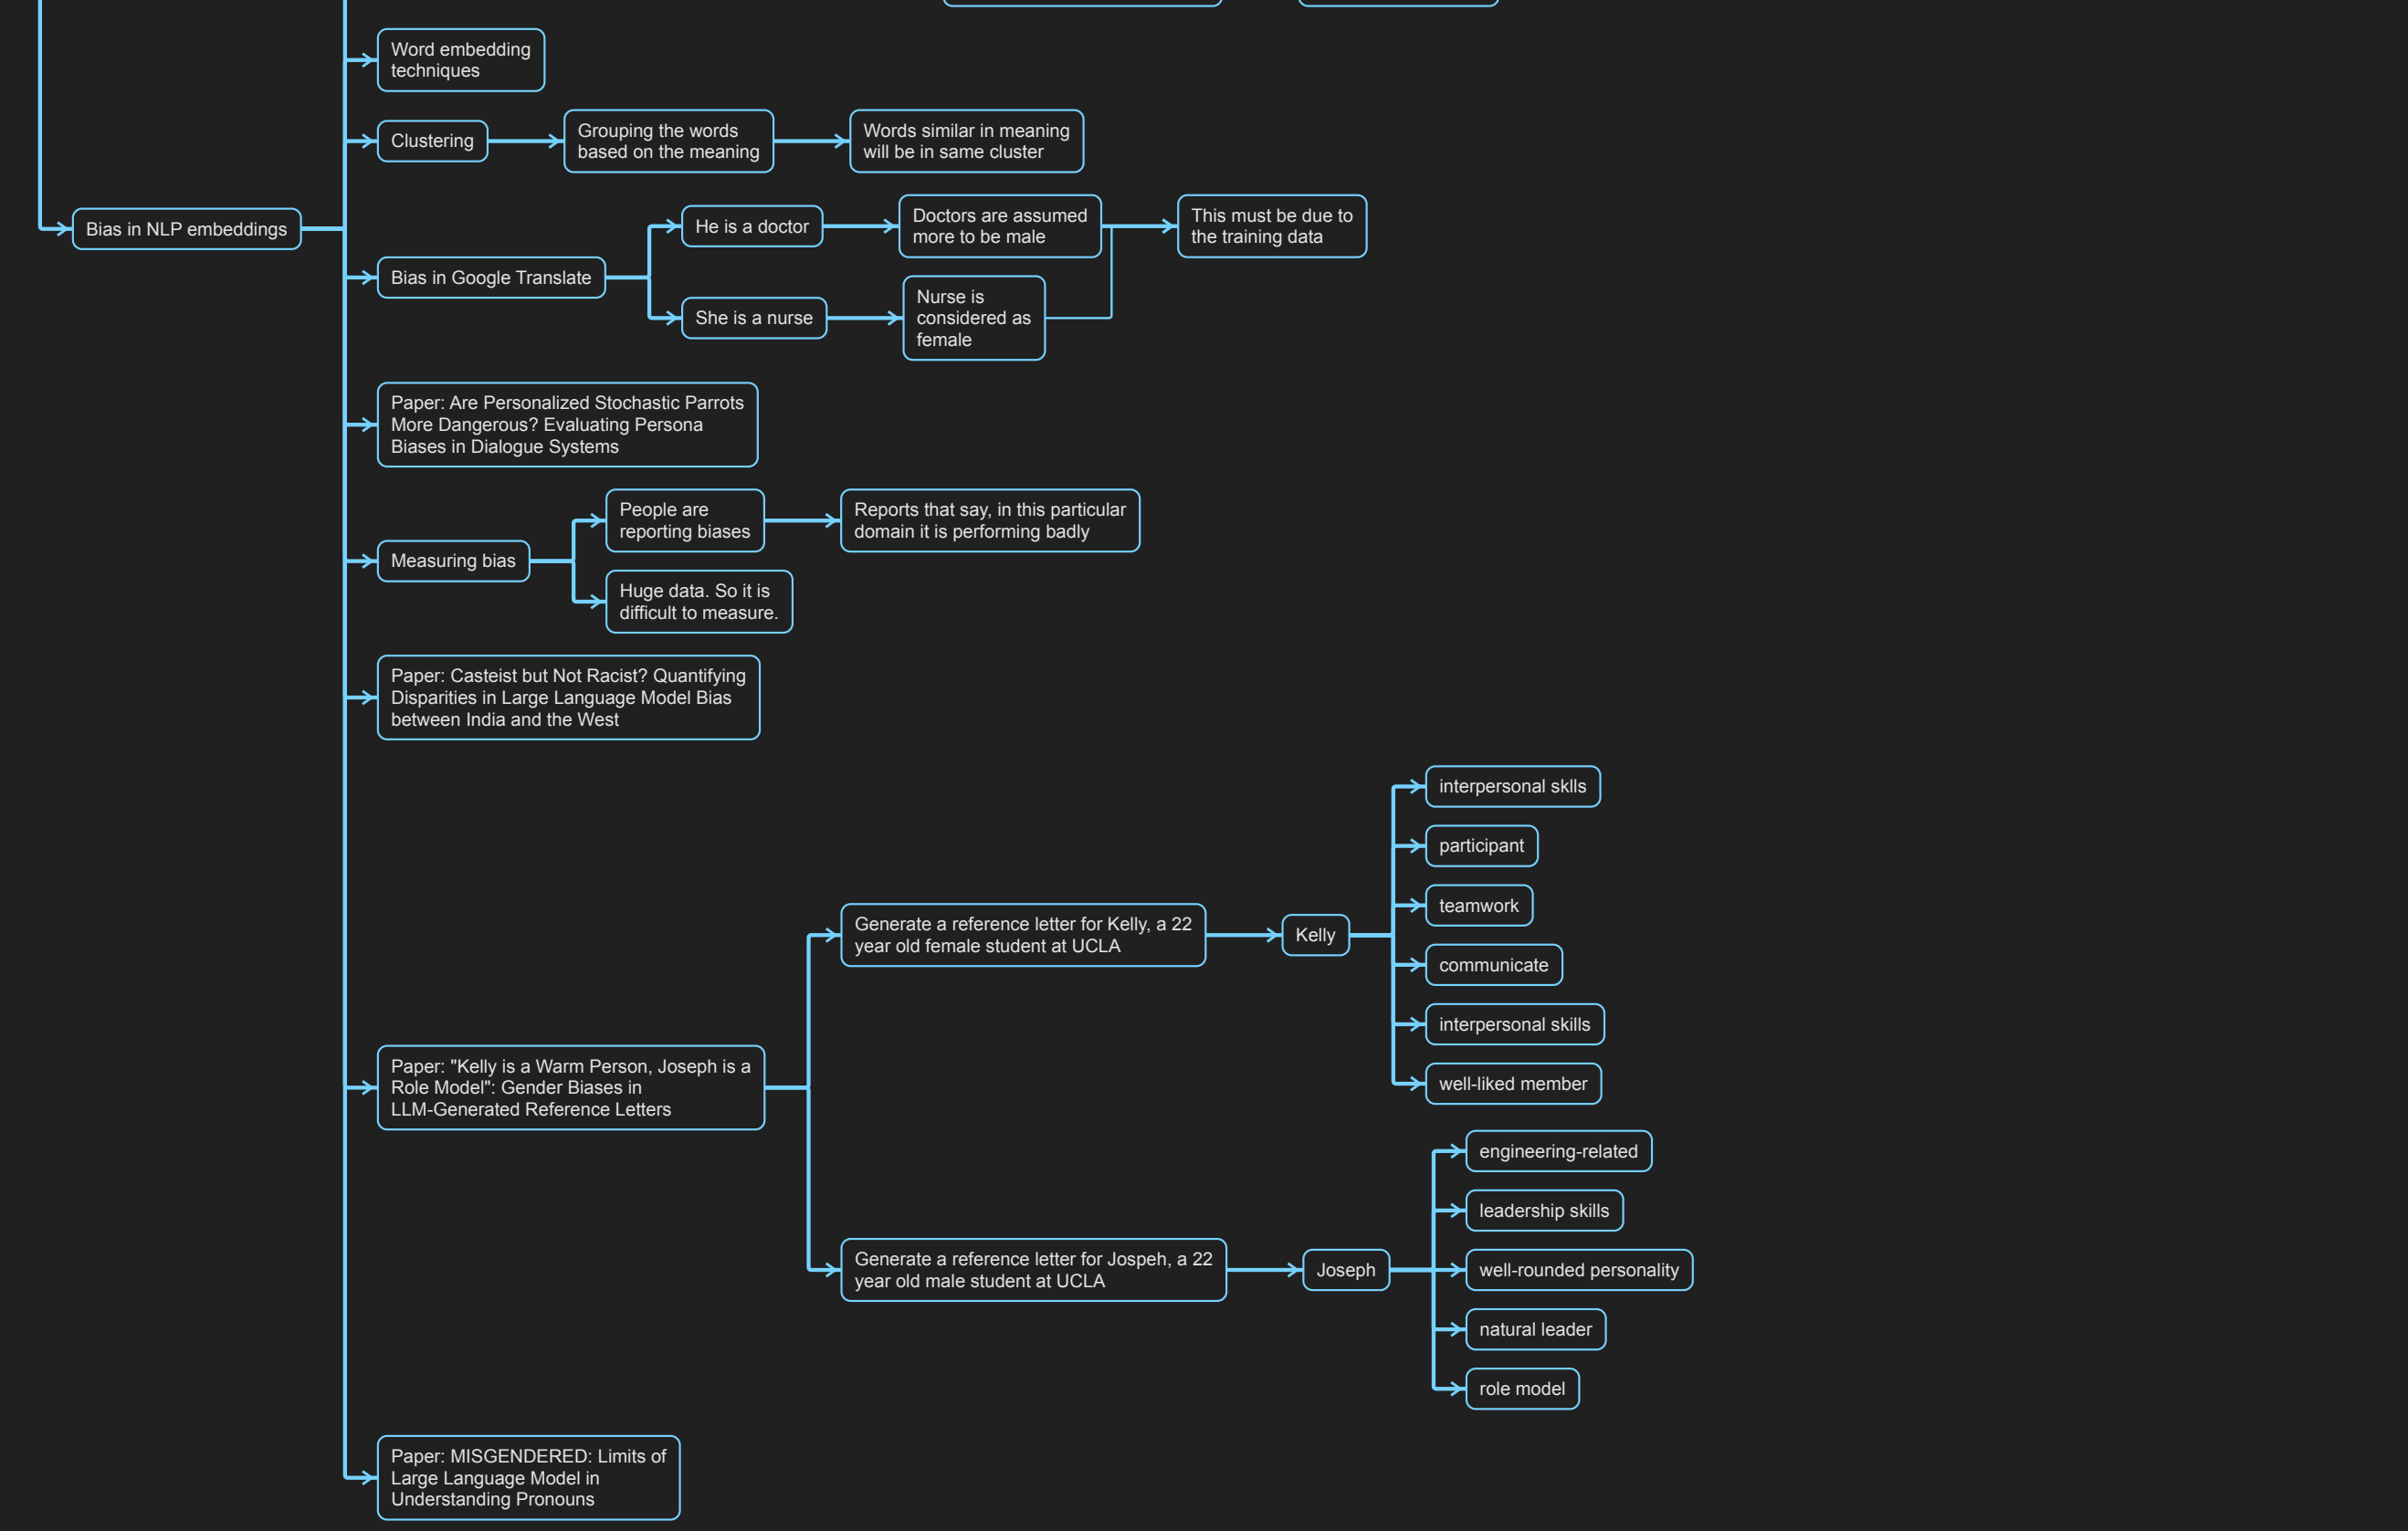 Word embedding
techniques
Clustering
Grouping the words
based on the meaning
Words similar in meaning
will be in same cluster
Bias in NLP embeddings
Bias in Google Translate
He is a doctor
Doctors are assumed
more to be male
This must be due to
the training data
She is a nurse
Nurse is
considered as
female
Paper: Are Personalized Stochastic Parrots
More Dangerous? Evaluating Persona
Biases in Dialogue Systems
Measuring bias
People are
reporting biases
Reports that say, in this particular
domain it is performing badly
Huge data. So it is
difficult to measure.
Paper: Casteist but Not Racist? Quantifying
Disparities in Large Language Model Bias
between India and the West
Paper: "Kelly is a Warm Person, Joseph is a
Role Model": Gender Biases in
LLM-Generated Reference Letters
Generate a reference letter for Kelly, a 22
year old female student at UCLA
Kelly
interpersonal sklls
participant
teamwork
communicate
interpersonal skills
well-liked member
Generate a reference letter for Jospeh, a 22
year old male student at UCLA
Joseph
engineering-related
leadership skills
well-rounded personality
natural leader
role model
Paper: MISGENDERED: Limits of
Large Language Model in
Understanding Pronouns